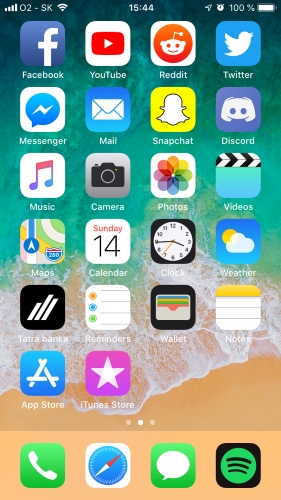 O2 - SK 15:44 100 %
Facebook YouTube Reddit Twitter
Messenger Mail Snapchat Discord
Music Camera Photos Videos
280
Sunday
14
Maps Calendar Clock Weather
Tatra banka Reminders Wallet Notes
App Store iTunes Store